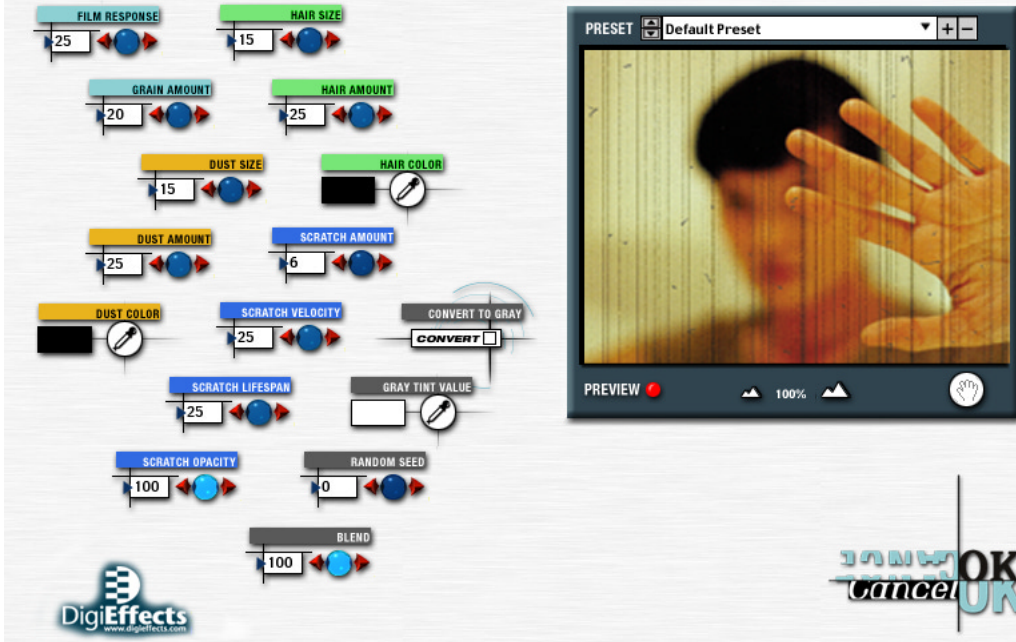 FILM RESPONSE
25
HAIR SIZE
15
PRESET
Default Preset
GRAIN AMOUNT
20
HAIR AMOUNT
25
DUST SIZE
15
HAIR COLOR
DUST AMOUNT
25
SCRATCH AMOUNT
6
DUST COLOR
SCRATCH VELOCITY
25
CONVERT TO GRAY
CONVERT
SCRATCH LIFESPAN
25
GRAY TINT VALUE
PREVIEW
100%
SCRATCH OPACITY
100
RANDOM SEED
0
BLEND
100
DigiEffects
www.digieffects.com
Cancel
OK
OK